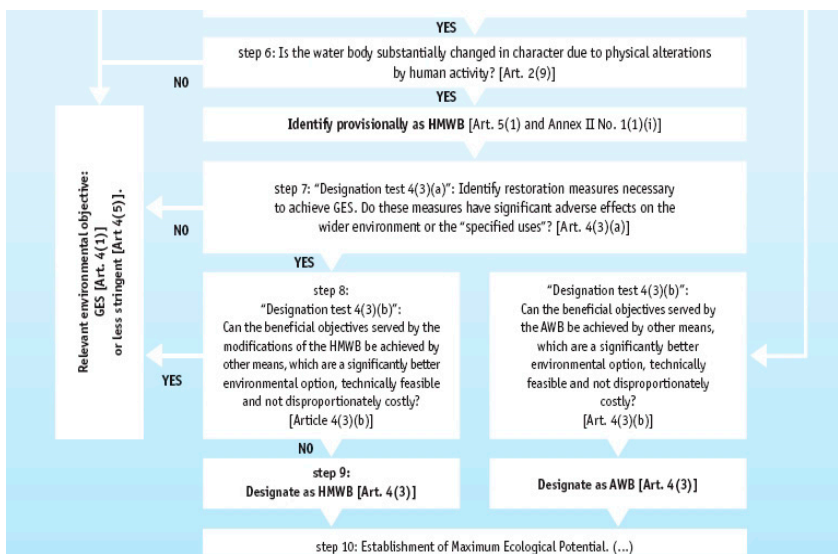 YES
step 6: Is the water body substantially changed in character due to physical alterations
by human activity? [Art. 2(9)]
NO
YES
Identify provisionally as HMWB [Art. 5(1) and Annex II No. 1(1)(i)]
Relevant environmental objective:
GES [Art. 4(1)]
or less stringent [Art 4(5)].
step 7: “Designation test 4(3)(a)”: Identify restoration measures necessary
to achieve GES. Do these measures have significant adverse effects on the
wider environment or the “specified uses”? [Art. 4(3)(a)]
NO
YES
step 8:
“Designation test 4(3)(b)”:
Can the beneficial objectives served by the
modifications of the HMWB be achieved by
other means, which are a significantly better
environmental option, technically feasible
and not disproportionately costly?
[Article 4(3)(b)]
YES
“Designation test 4(3)(b)”:
Can the beneficial objectives served by
the AWB be achieved by other means,
which are a significantly better
environmental option, technically
feasible and not disproportionately
costly?
[Art. 4(3)(b)]
NO
step 9:
Designate as HMWB [Art. 4(3)]
Designate as AWB [Art. 4(3)]
step 10: Establishment of Maximum Ecological Potential. (...)